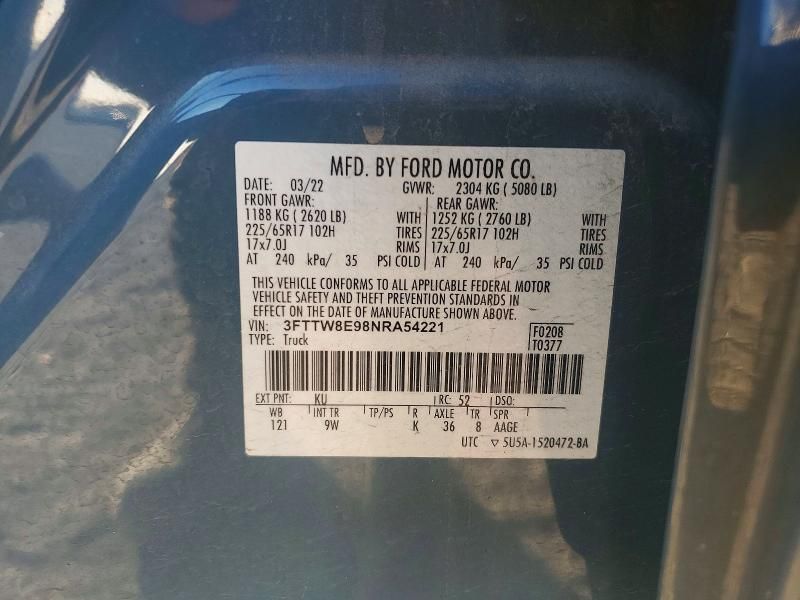 MFD. BY FORD MOTOR CO.
DATE: 03/22 GVWR: 2304 KG ( 5080 LB)
FRONT GAWR: REAR GAWR:
1188 KG ( 2620 LB) WITH 1252 KG ( 2760 LB) WITH
225/65R17 102H TIRES 225/65R17 102H TIRES
17x7.0J RIMS 17x7.0J RIMS
AT 240 kPa/ 35 PSI COLD AT 240 kPa/ 35 PSI COLD
THIS VEHICLE CONFORMS TO ALL APPLICABLE FEDERAL MOTOR
VEHICLE SAFETY AND THEFT PREVENTION STANDARDS IN
EFFECT ON THE DATE OF MANUFACTURE SHOWN ABOVE.
VIN: 3FTTW8E98NRA54221 F0208
TYPE: Truck T0377
EXT PNT: KU RC: 52 DSO:
WB INT TR TP/PS R AXLE TR SPR
121 9W K 36 8 AAGE
UTC ▽ 5U5A-1520472-BA